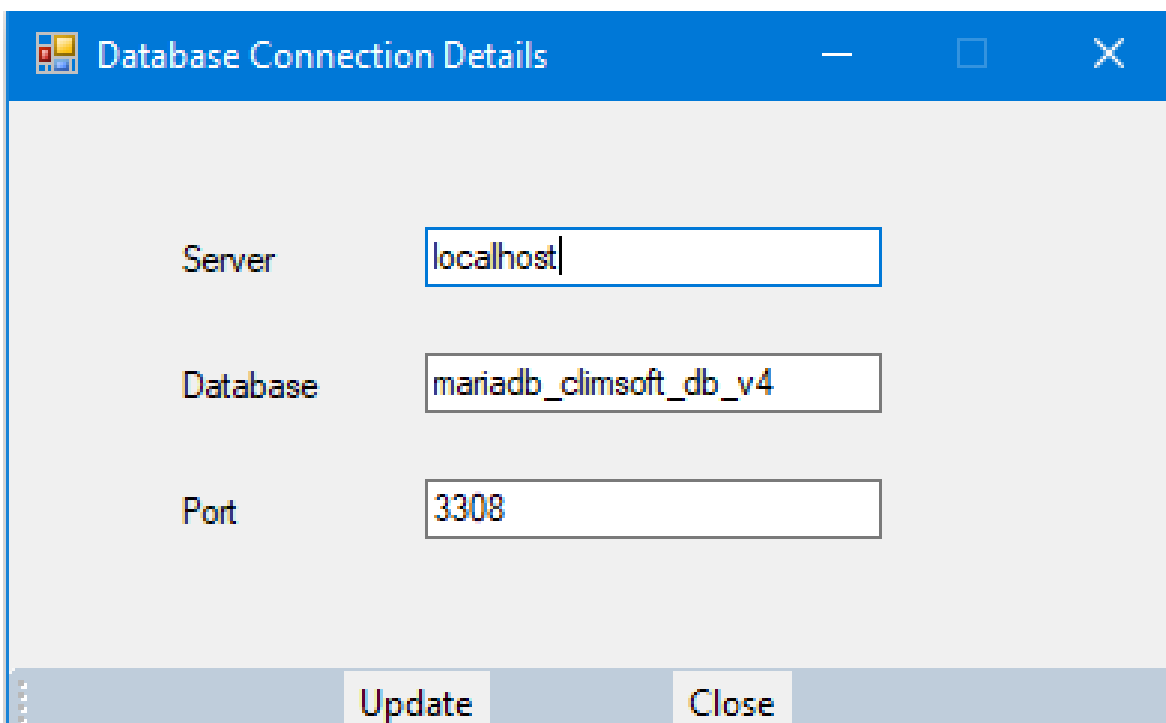 Database Connection Details
Server localhost
Database mariadb_climsoft_db_v4
Port 3308
Update Close